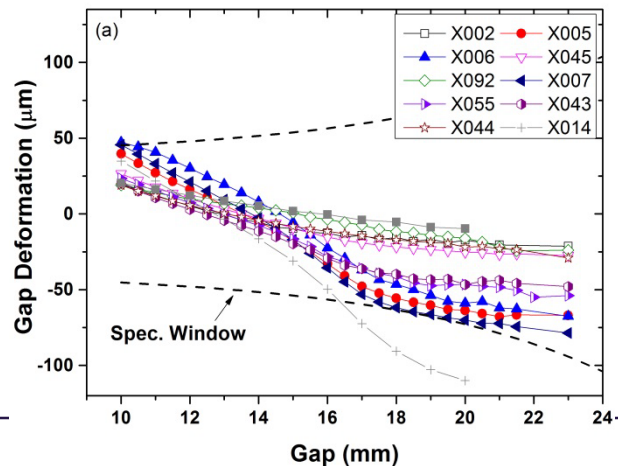 (a)
X002 X005
X006 X045
X092 X007
X055 X043
X044 X014
100
50
0
-50
-100
Gap Deformation (μm)
Spec. Window
10 12 14 16 18 20 22 24
Gap (mm)